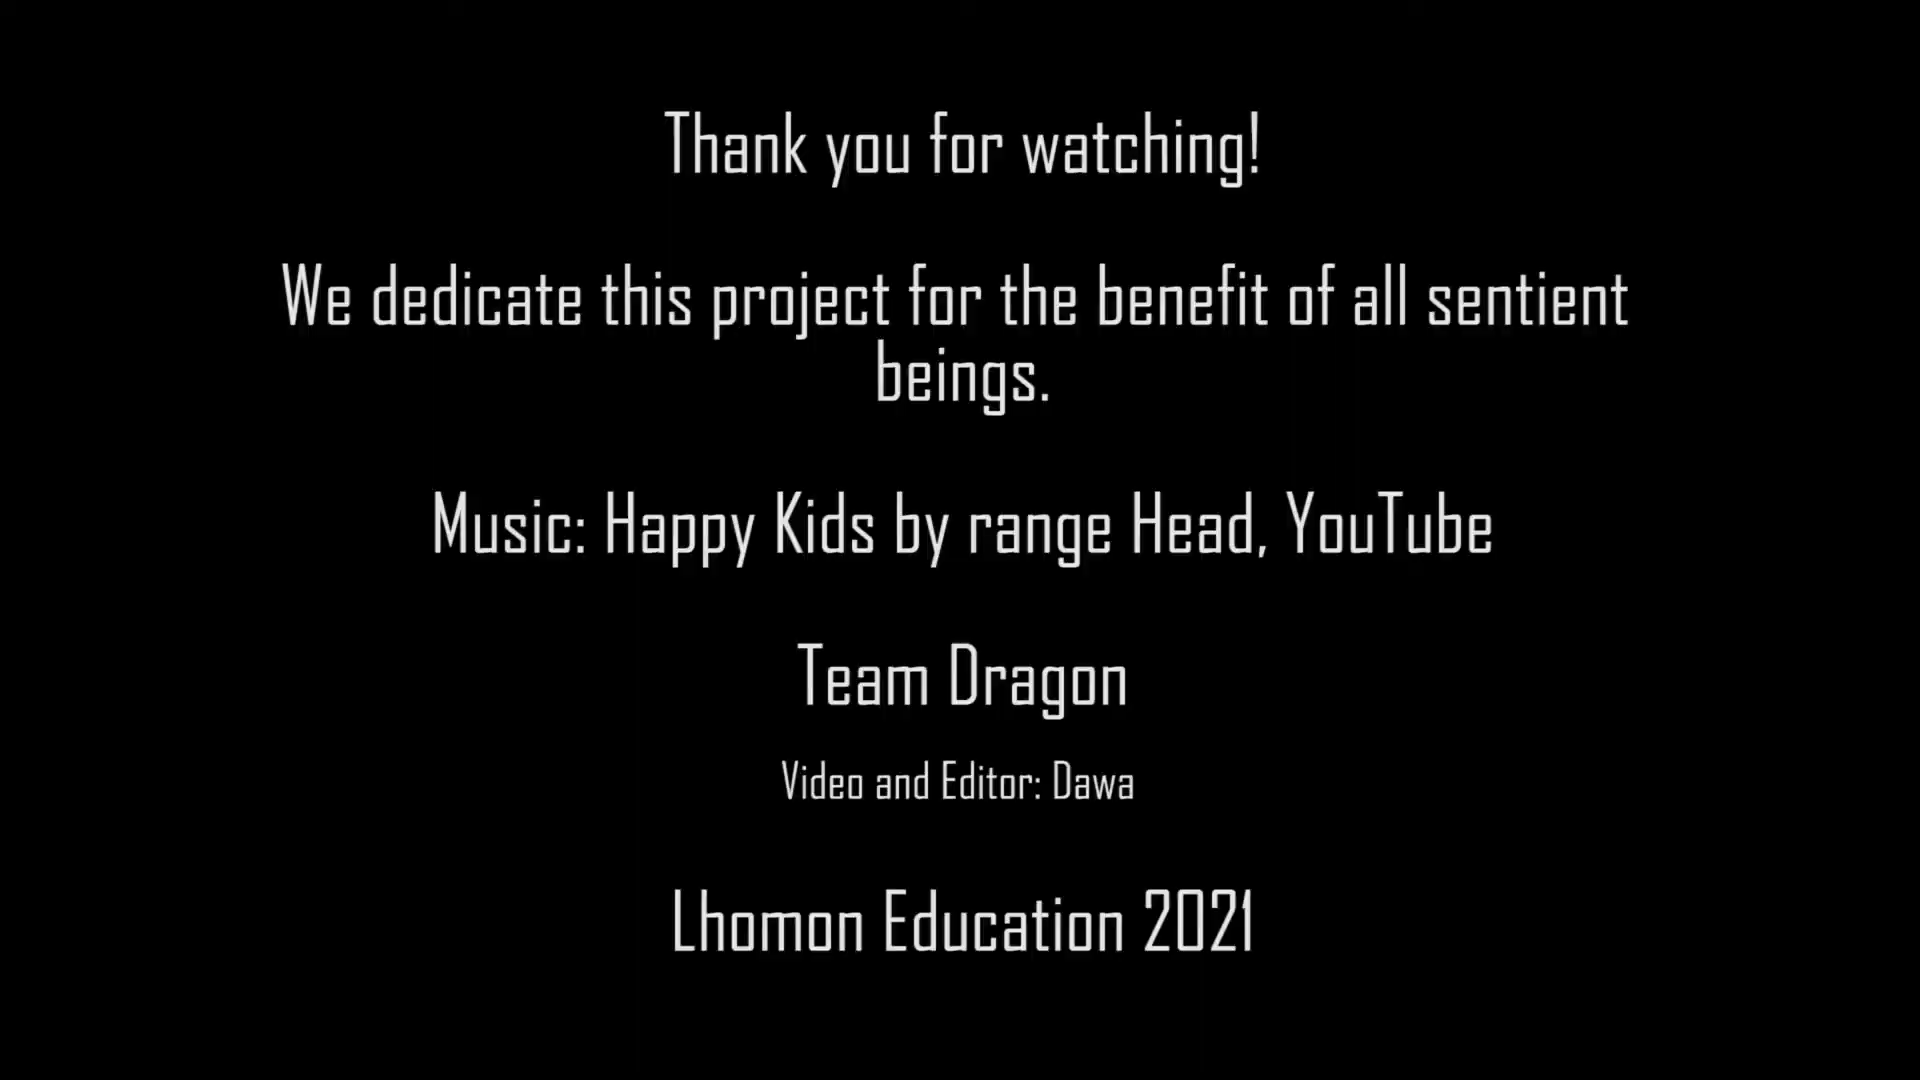 Thank you for watching!
We dedicate this project for the benefit of all sentient
beings.
Music: Happy Kids by range Head, YouTube
Team Dragon
Video and Editor: Dawa
Lhomon Education 2021